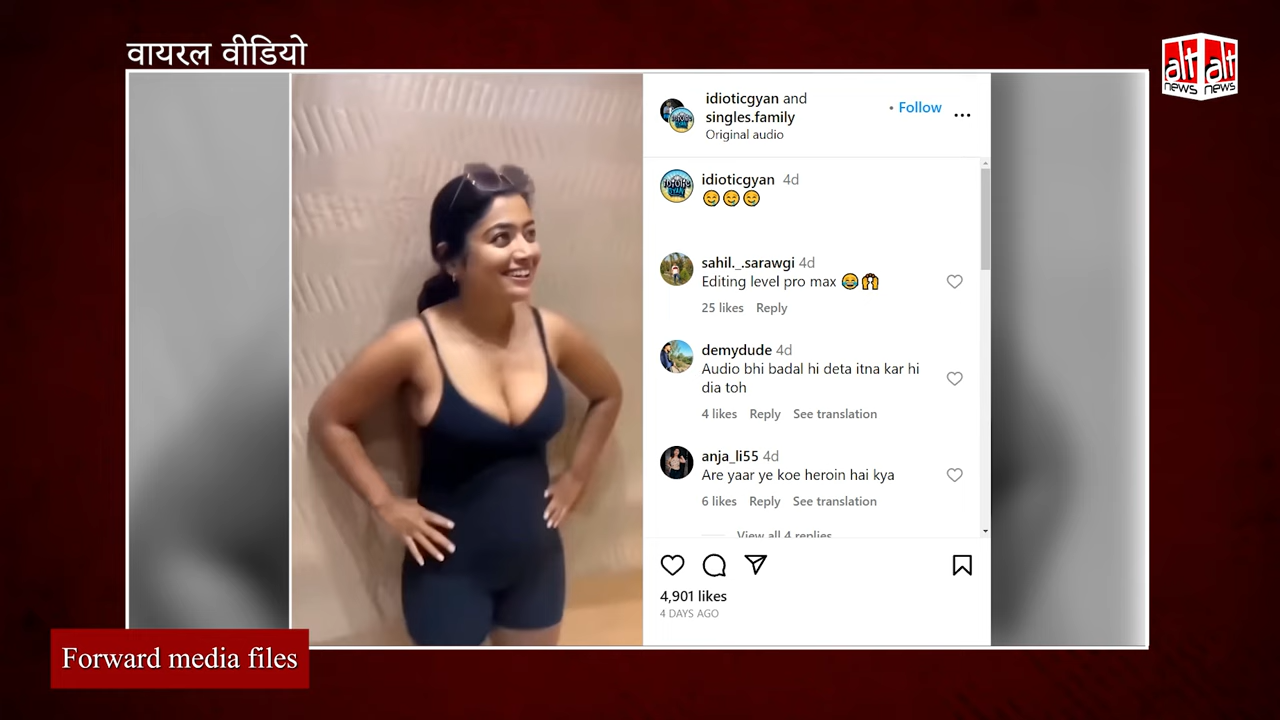 वायरल वीडियो
alt alt
news news
idioticgyan and
singles.family
Original audio
• Follow
idioticgyan 4d
😊😊😊
sahil._.sarawgi 4d
Editing level pro max 😂🙌
25 likes Reply
demydude 4d
Audio bhi badal hi deta itna kar hi
dia toh
4 likes Reply See translation
anja_li55 4d
Are yaar ye koe heroin hai kya
6 likes Reply See translation
View all 4 replies
4,901 likes
4 DAYS AGO
Forward media files